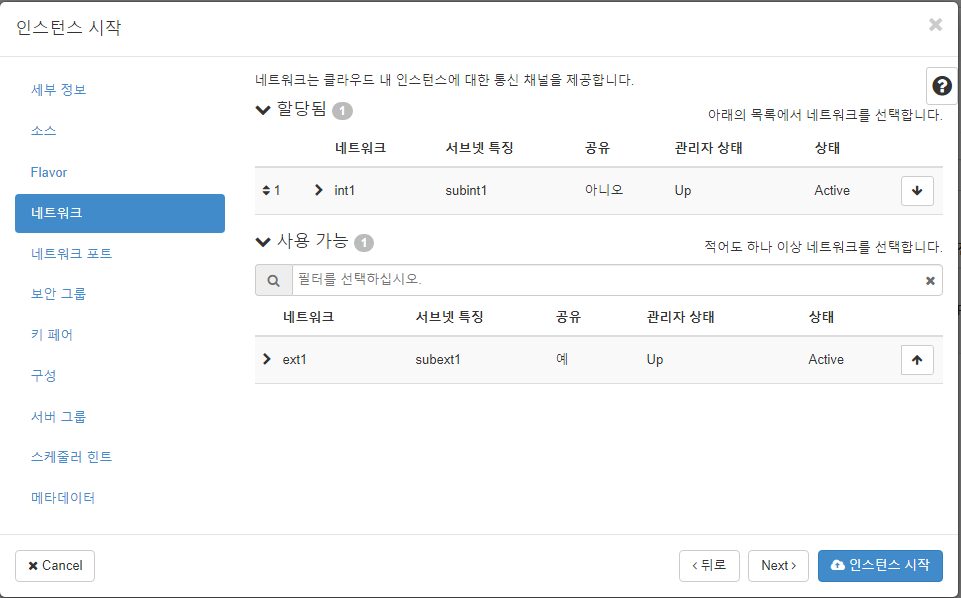 인스턴스 시작
세부 정보
소스
Flavor
네트워크
네트워크 포트
보안 그룹
키 페어
구성
서버 그룹
스케줄러 힌트
메타데이터
네트워크는 클라우드 내 인스턴스에 대한 통신 채널을 제공합니다.
할당됨 1
아래의 목록에서 네트워크를 선택합니다.
네트워크 서브넷 특징 공유 관리자 상태 상태
1 int1 subint1 아니오 Up Active
사용 가능 1
적어도 하나 이상 네트워크를 선택합니다.
필터를 선택하십시오.
네트워크 서브넷 특징 공유 관리자 상태 상태
ext1 subext1 예 Up Active
Cancel
< 뒤로
Next >
인스턴스 시작